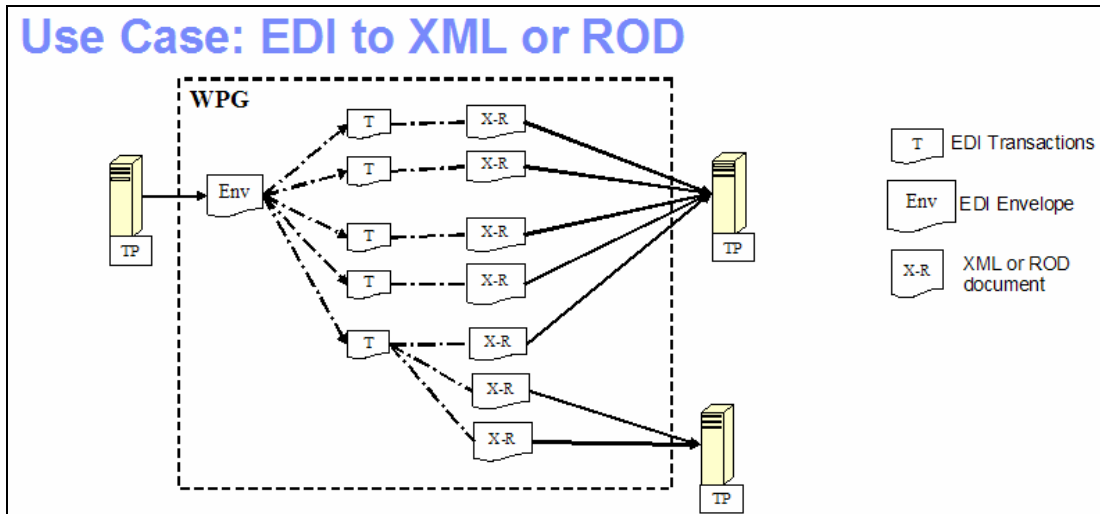 Use Case: EDI to XML or ROD
WPG
T
X-R
T
X-R
T
EDI Transactions
Env
Env
EDI Envelope
TP
T
X-R
TP
T
X-R
X-R
XML or ROD
document
T
X-R
X-R
X-R
TP